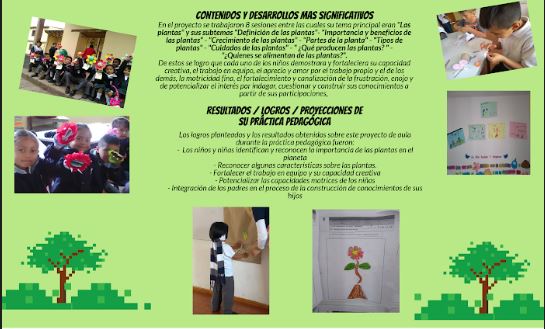 CONTENIDOS Y DESARROLLOS MAS SIGNIFICATIVOS
En el proyecto se trabajaron 8 sesiones entre las cuales su tema principal eran "Las
plantas" y sus subtemas "Definición de las plantas"- "Importancia y beneficios de
las plantas" - "Crecimiento de las plantas" - "Partes de la planta" - "Tipos de
plantas" - "Cuidados de las plantas" - " ¿Qué producen las plantas? " -
"¿Quienes se alimentan de las plantas?".
De estos se logro que cada uno de los niños demostrara y fortaleciera su capacidad
creativa, el trabajo en equipo, el aprecio y amor por el trabajo propio y el de los
demás, la motricidad fina, el fortalecimiento y canalización de la frustración, enojo y
de potencializar el interés por indagar, cuestionar y construir sus conocimientos a
partir de sus participaciones.
RESULTADOS / LOGROS / PROYECCIONES DE
SU PRÁCTICA PEDAGÓGICA
Los logros planteados y los resultados obtenidos sobre este proyecto de aula
durante la práctica pedagógica fueron:
- Los niños y niñas identifican y reconocen la importancia de las plantas en el
planeta
- Reconocer algunas características sobre las plantas.
- Fortalecer el trabajo en equipo y su capacidad creativa
- Potencializar las capacidades motrices de los niños
- Integración de los padres en el proceso de la construcción de conocimientos de sus
hijos